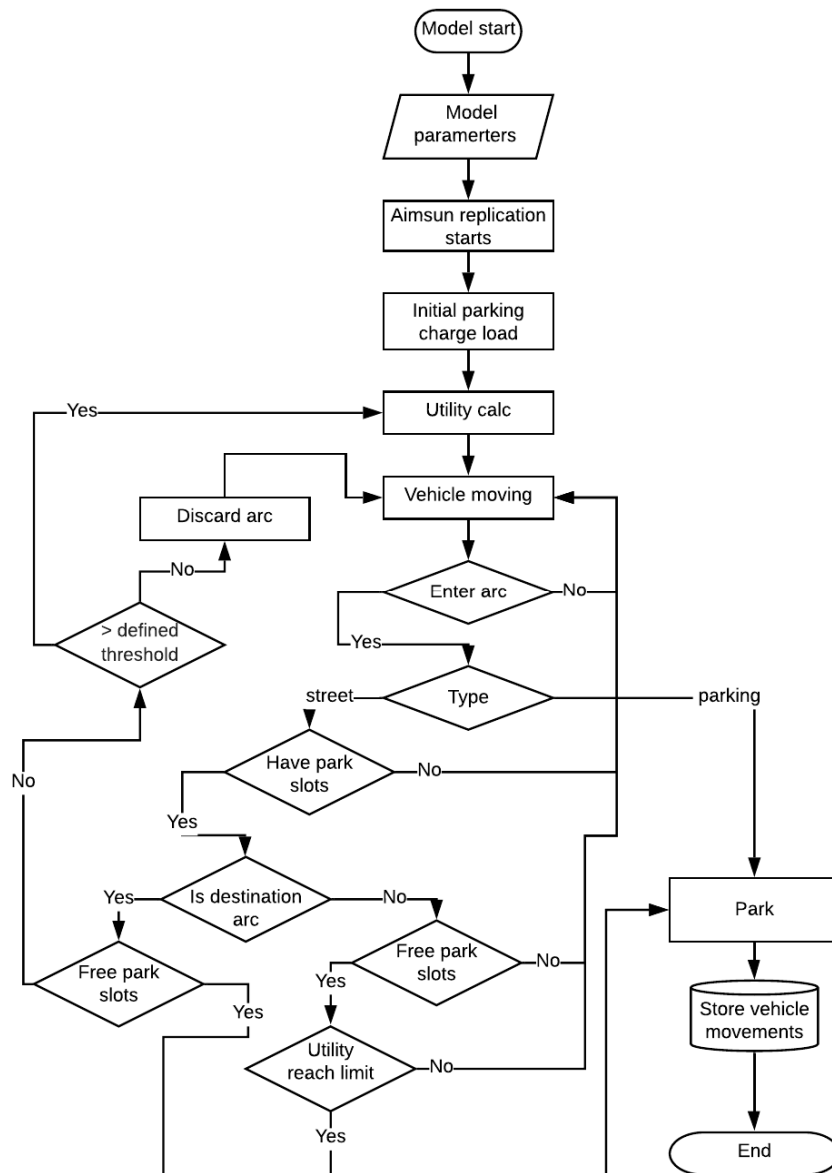 Model start
Model
paramerters
Aimsun replication
starts
Initial parking
charge load
Yes
Utility calc
Vehicle moving
Discard arc
No
Enter arc
No
> defined
threshold
Yes
street
Type
parking
Have park
slots
No
No
Yes
Yes
Is destination
arc
No
Park
Free park
slots
Free park
slots
No
Yes
Yes
Store vehicle
movements
Utility
reach limit
No
Yes
End